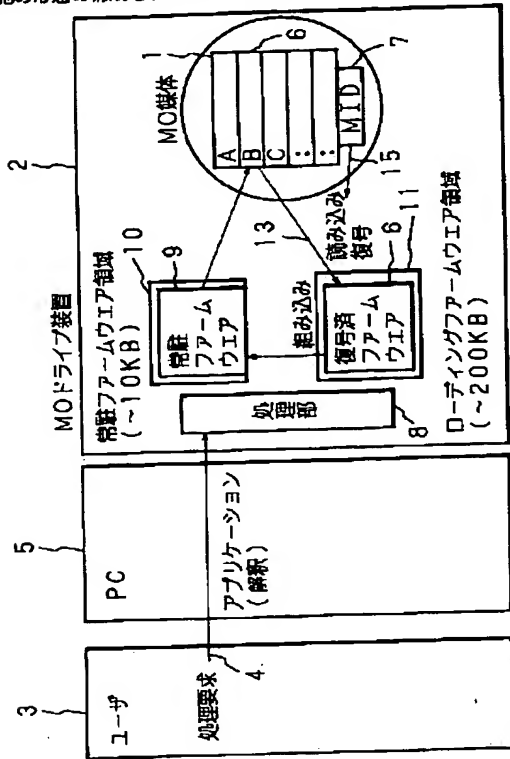 MOドライブ装置
2
常駐ファームウェア領域
(~10KB)
10
9
常駐
ファーム
ウェア
MO媒体
1
6
A
B
C
:
:
MID
7
15
読み込み
復号
13
組み込み
復号済
ファーム
ウェア
6
11
ローディングファームウェア領域
(~200KB)
処理部
8
5
PC
アプリケーション
(解釈)
3
ユーザ
処理要求
4